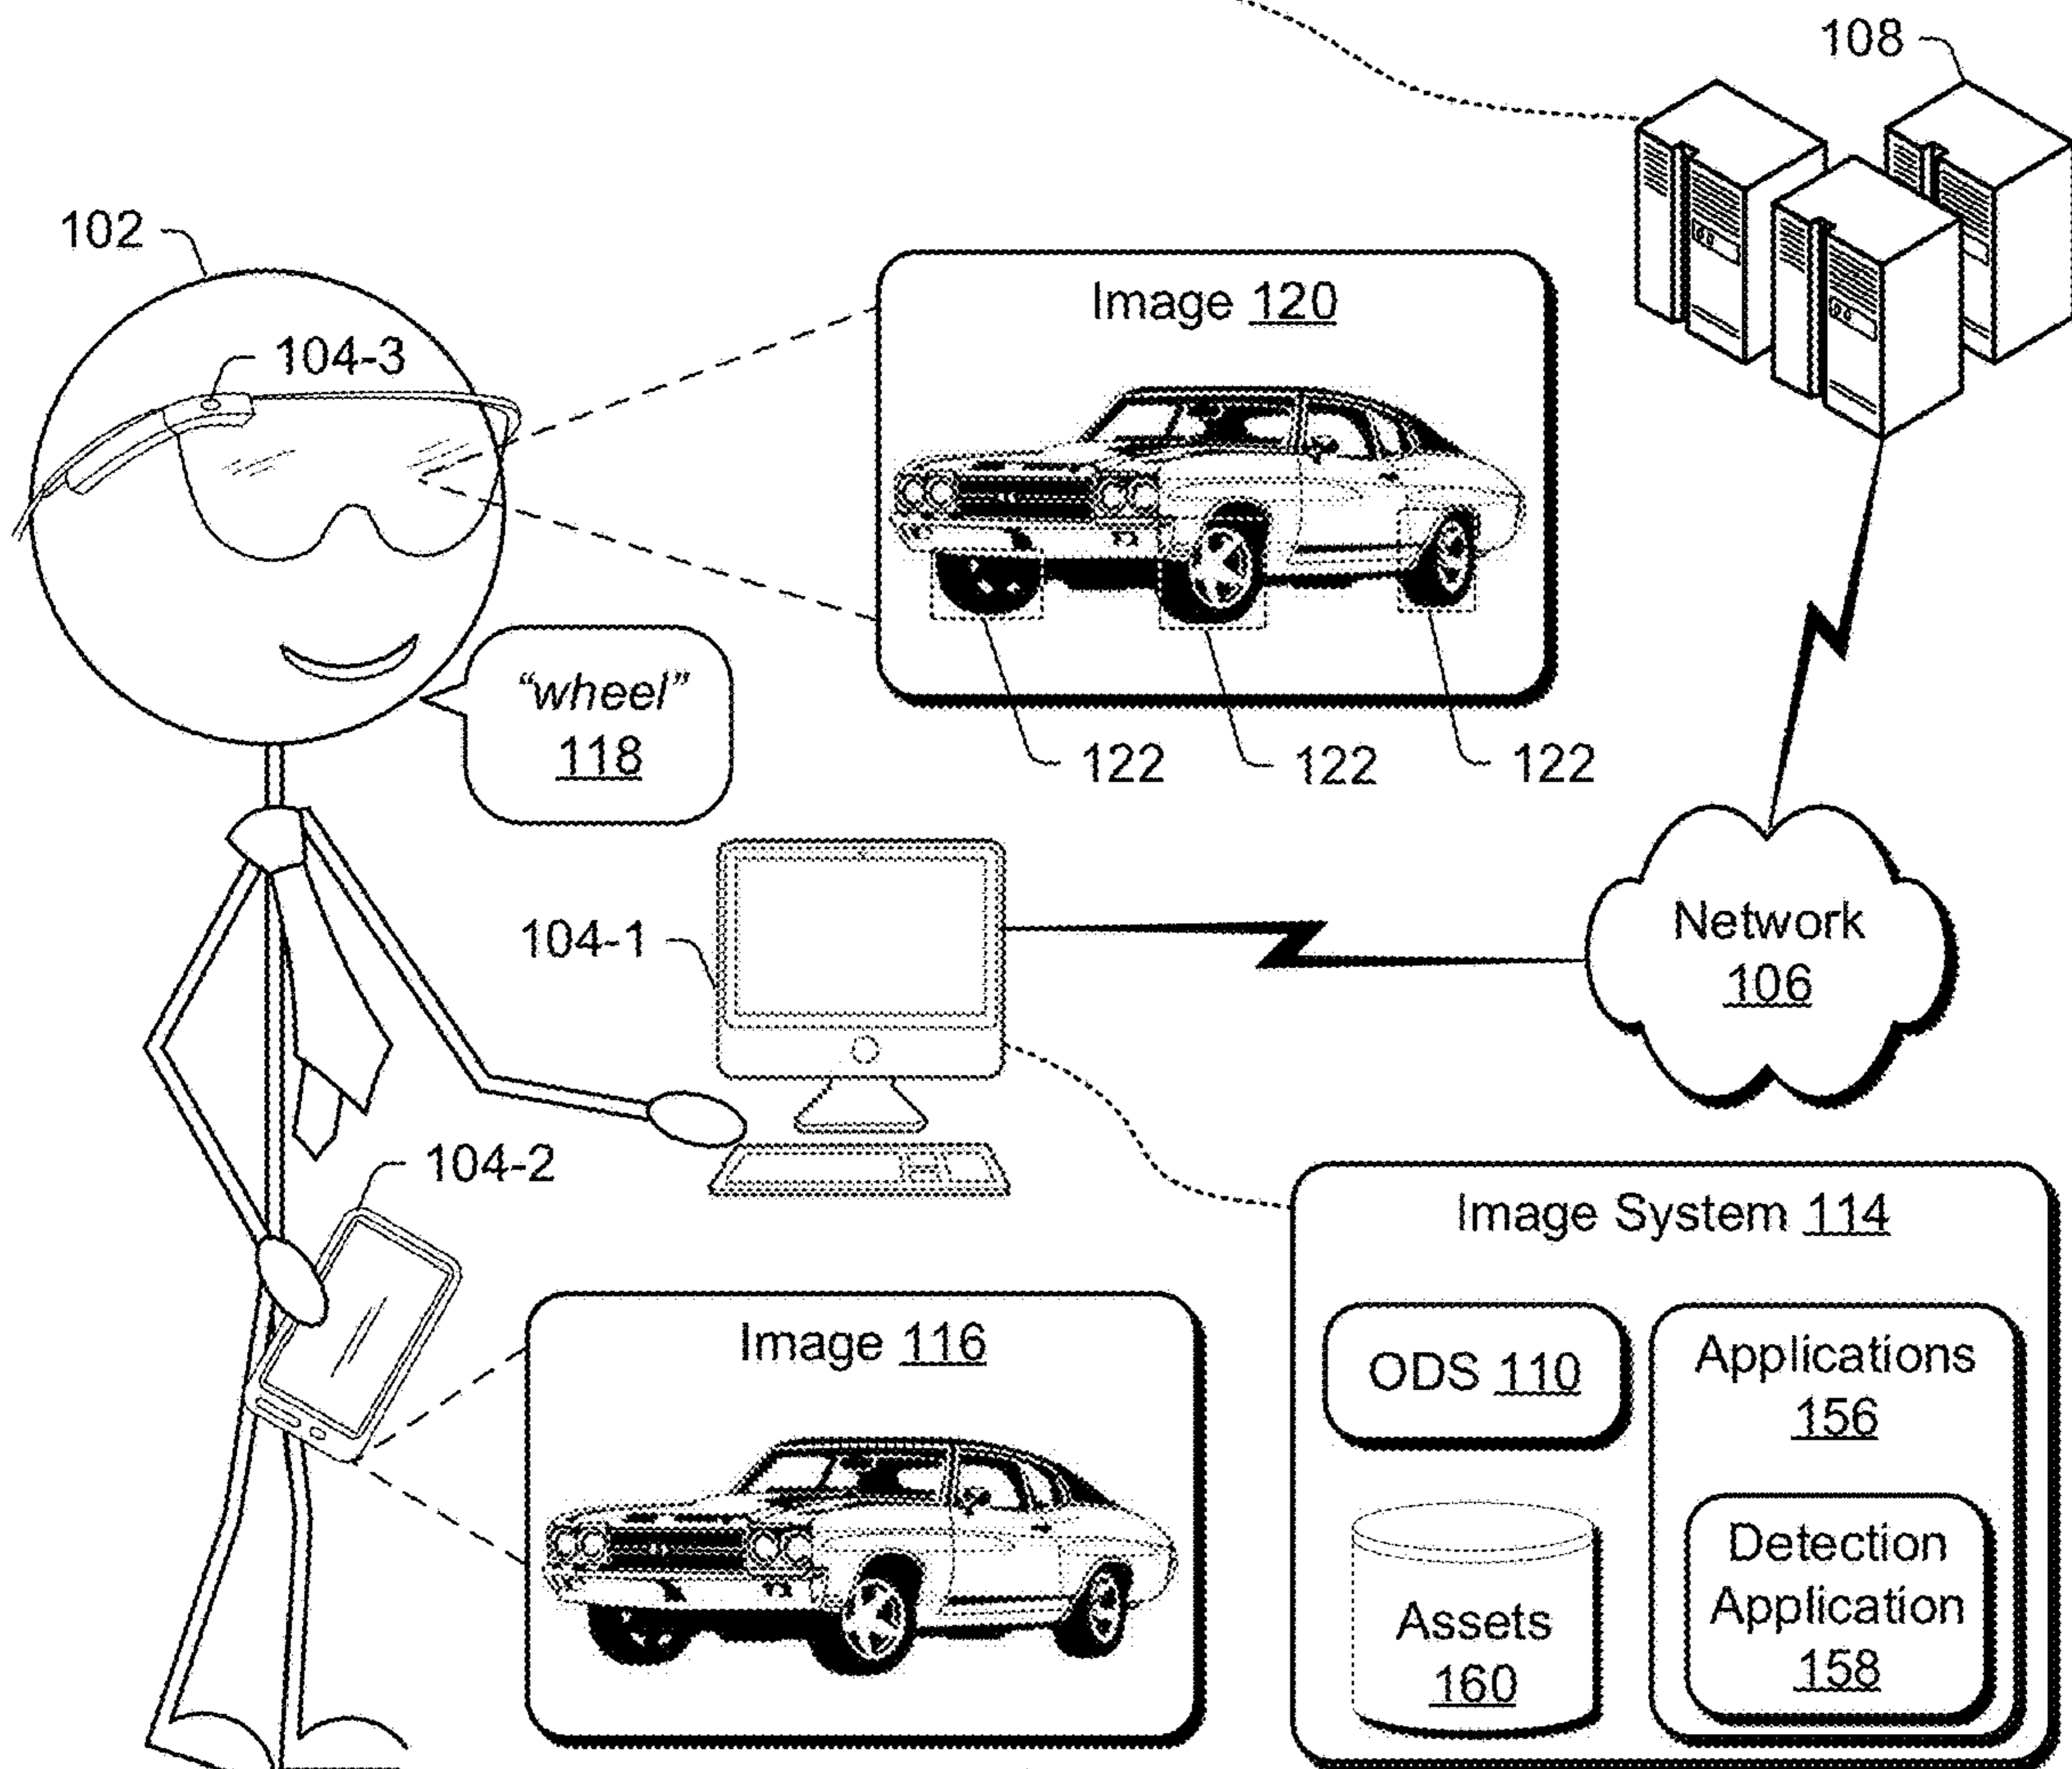 108
102
104-3
Image 120
"wheel"
118
122
122
122
104-1
Network
106
104-2
Image System 114
Image 116
ODS 110
Applications
156
Detection
Application
158
Assets
160